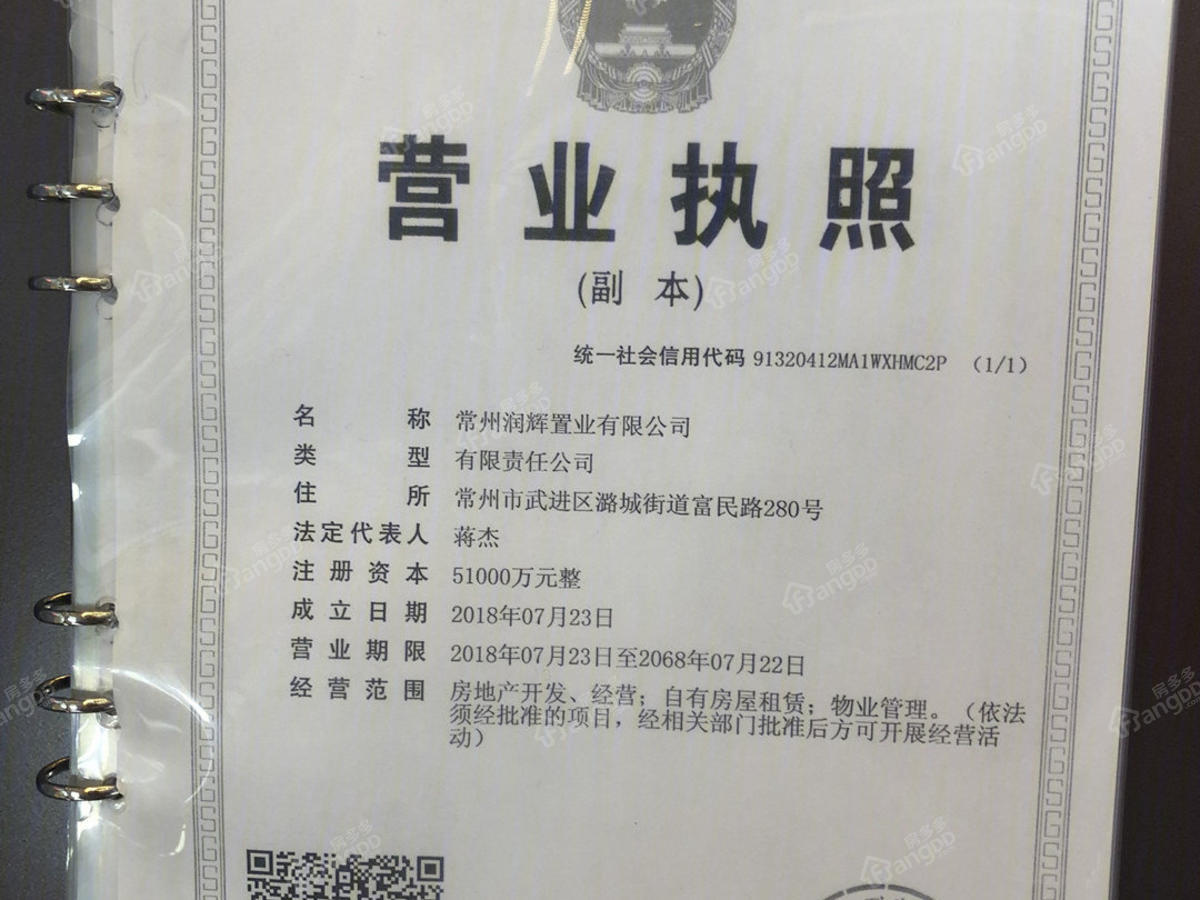 营业执照
(副 本)
统一社会信用代码 91320412MA1WXHMC2P （1/1）
名称 常州润辉置业有限公司
类型 有限责任公司
住所 常州市武进区潞城街道富民路280号
法定代表人 蒋杰
注册资本 51000万元整
成立日期 2018年07月23日
营业期限 2018年07月23日至2068年07月22日
经营范围 房地产开发、经营；自有房屋租赁；物业管理。（依法
须经批准的项目，经相关部门批准后方可开展经营活
动）
房多多
angDD